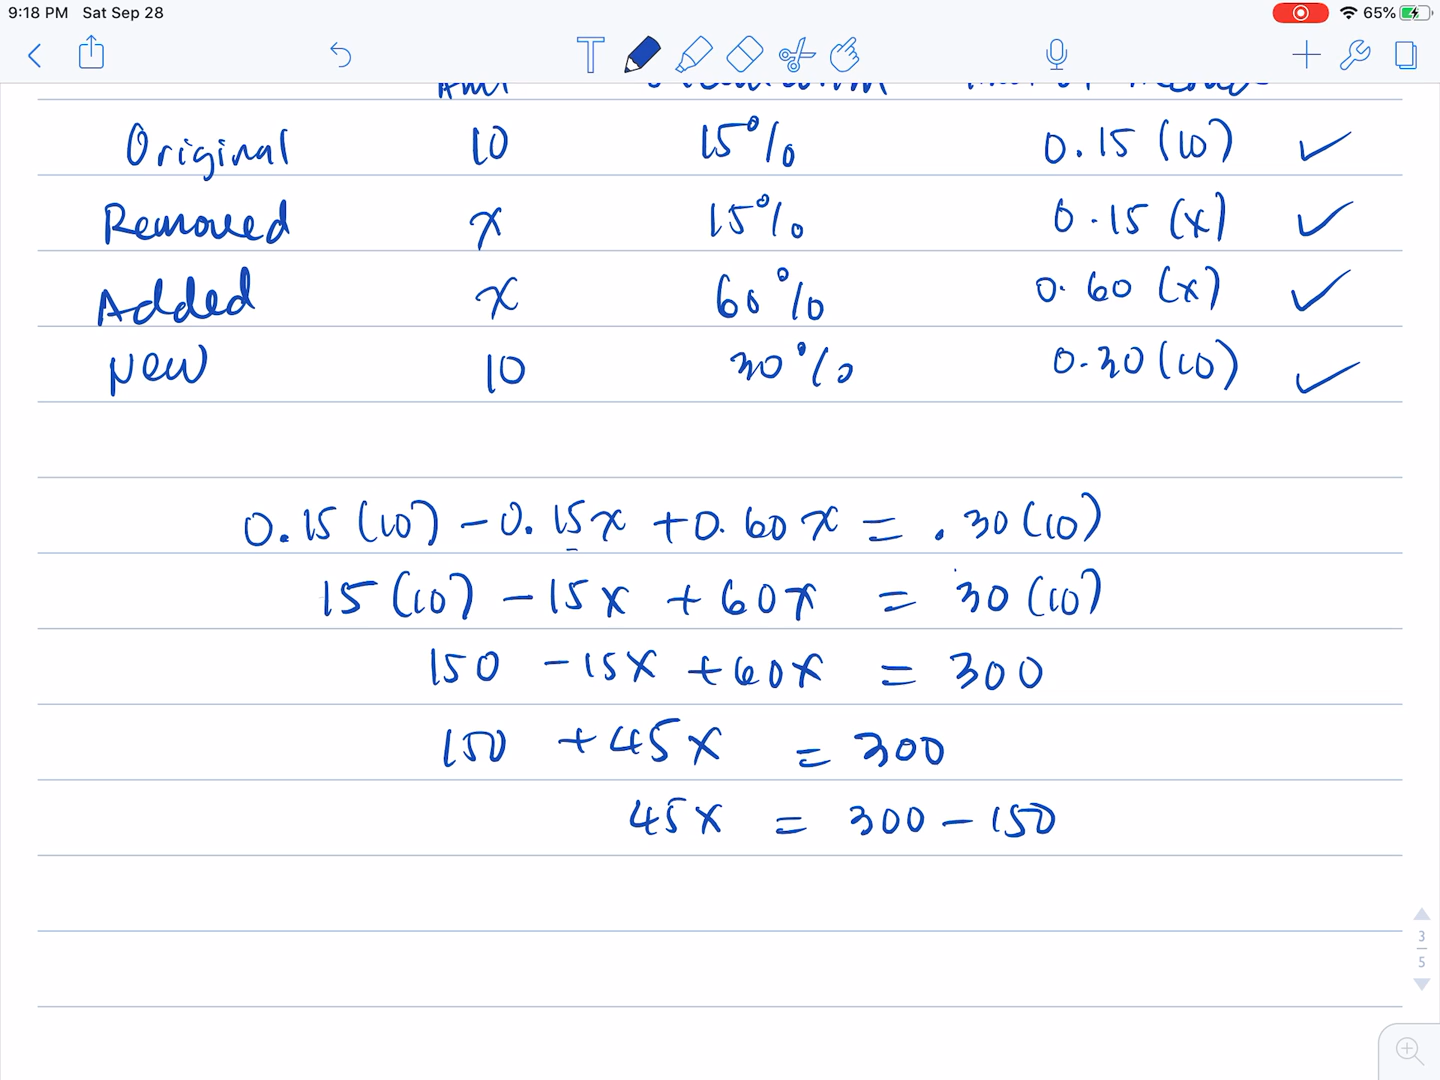 9:18 PM Sat Sep 28 65%
T
Original 10 15% 0.15 (10) ✓
Removed x 15% 0.15 (x) ✓
Added x 60% 0.60 (x) ✓
New 10 30% 0.30 (10) ✓
0.15 (10) - 0.15x + 0.60x = .30 (10)
15 (10) - 15x + 60x = 30 (10)
150 - 15x + 60x = 300
150 + 45x = 300
45x = 300 - 150
3
5